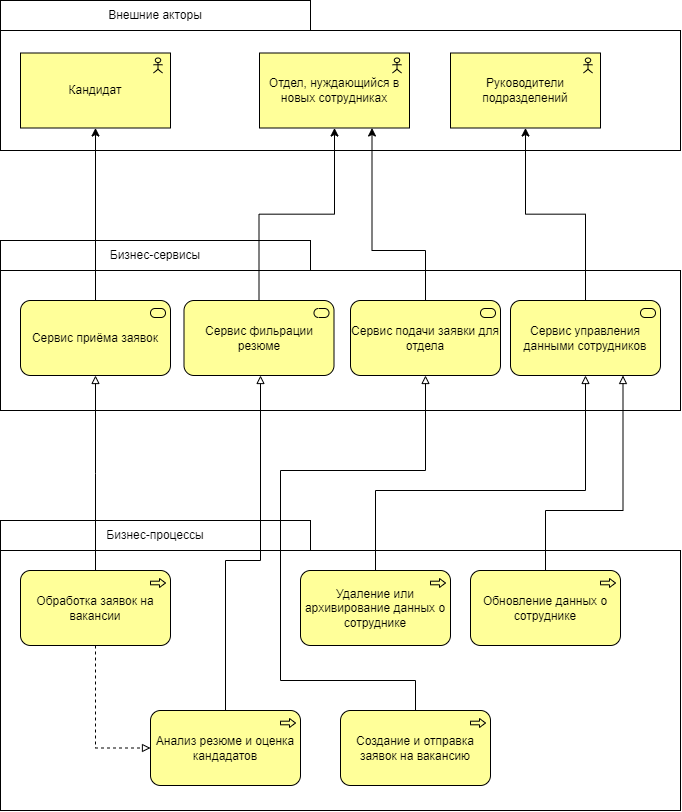 Внешние акторы
Кандидат
Отдел, нуждающийся в
новых сотрудниках
Руководители
подразделений
Бизнес-сервисы
Сервис приёма заявок
Сервис фильрации
резюме
Сервис подачи заявки для
отдела
Сервис управления
данными сотрудников
Бизнес-процессы
Обработка заявок на
вакансии
Удаление или
архивирование данных о
сотруднике
Обновление данных о
сотруднике
Анализ резюме и оценка
кандадатов
Создание и отправка
заявок на вакансию